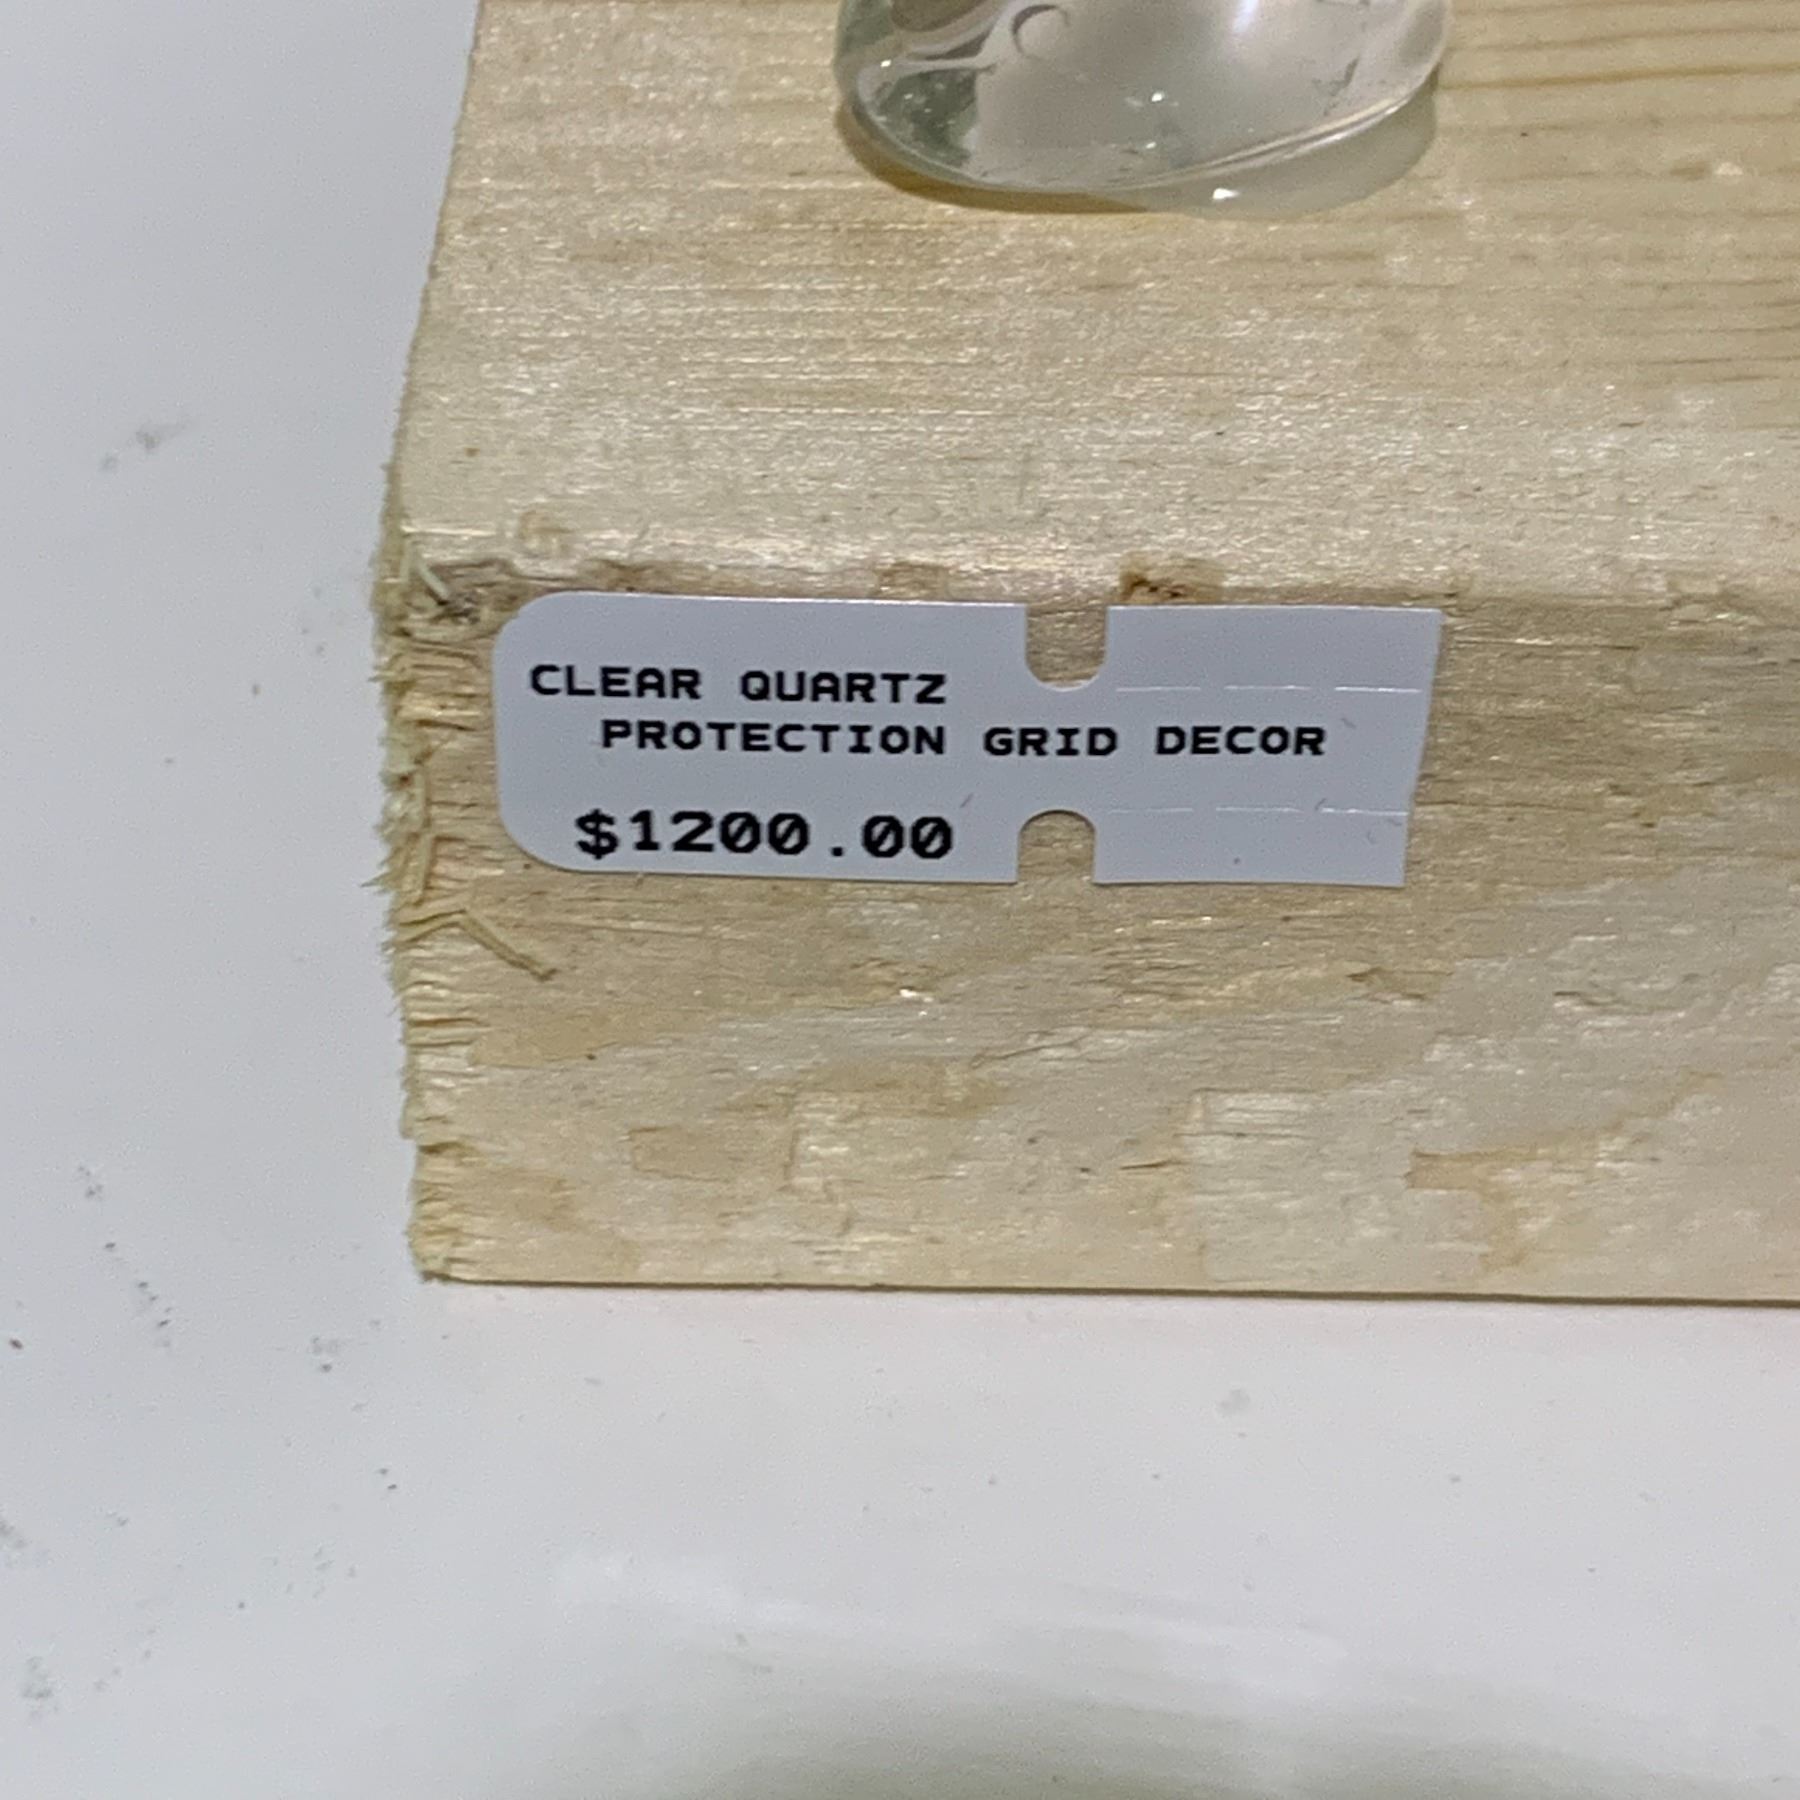 CLEAR QUARTZ
PROTECTION GRID DECOR
$1200.00